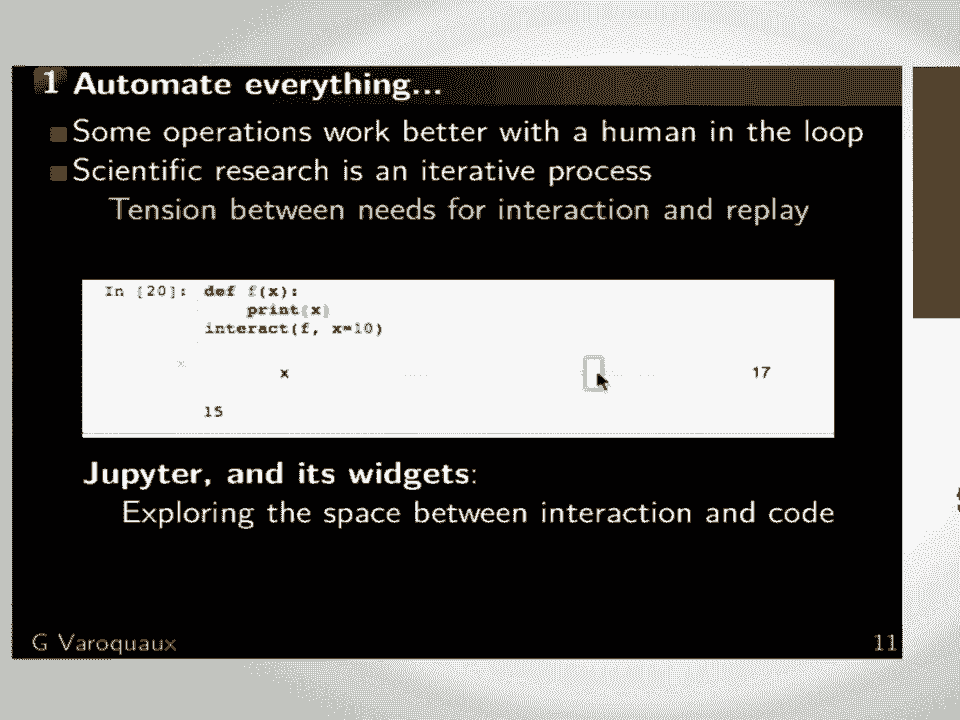 1 Automate everything...
Some operations work better with a human in the loop
Scientific research is an iterative process
Tension between needs for interaction and replay
In [20]: def f(x):
print(x)
interact(f, x=10)
x
x 17
15
Jupyter, and its widgets:
Exploring the space between interaction and code
G Varoquaux 11